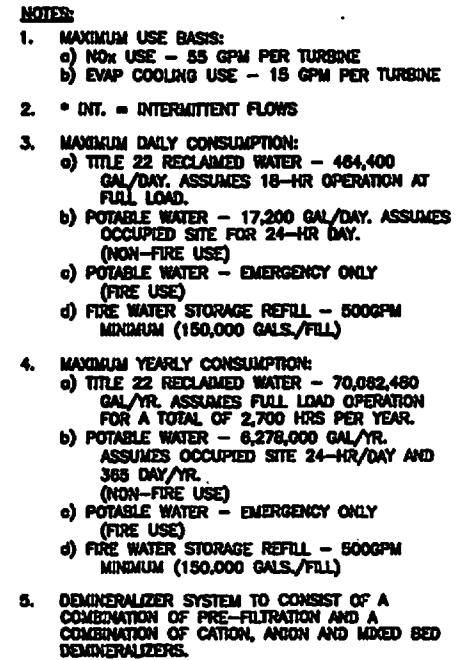 NOTES:
1. MAXIMUM USE BASIS:
a) NOx USE – 55 GPM PER TURBINE
b) EVAP COOLING USE – 15 GPM PER TURBINE
2. * INT. = INTERMITTENT FLOWS
3. MAXIMUM DAILY CONSUMPTION:
a) TITLE 22 RECLAIMED WATER – 464,400
GAL/DAY. ASSUMES 18–HR OPERATION AT
FULL LOAD.
b) POTABLE WATER – 17,200 GAL/DAY. ASSUMES
OCCUPIED SITE FOR 24–HR DAY.
(NON–FIRE USE)
c) POTABLE WATER – EMERGENCY ONLY
(FIRE USE)
d) FIRE WATER STORAGE REFILL – 500GPM
MINIMUM (150,000 GALS./FILL)
4. MAXIMUM YEARLY CONSUMPTION:
a) TITLE 22 RECLAIMED WATER – 70,082,480
GAL/YR. ASSUMES FULL LOAD OPERATION
FOR A TOTAL OF 2,700 HRS PER YEAR.
b) POTABLE WATER – 6,278,000 GAL/YR.
ASSUMES OCCUPIED SITE 24–HR/DAY AND
365 DAY/YR.
(NON–FIRE USE)
c) POTABLE WATER – EMERGENCY ONLY
(FIRE USE)
d) FIRE WATER STORAGE REFILL – 500GPM
MINIMUM (150,000 GALS./FILL)
5. DEMINERALIZER SYSTEM TO CONSIST OF A
COMBINATION OF PRE–FILTRATION AND A
COMBINATION OF CATION, ANION AND MIXED BED
DEMINERALIZERS.